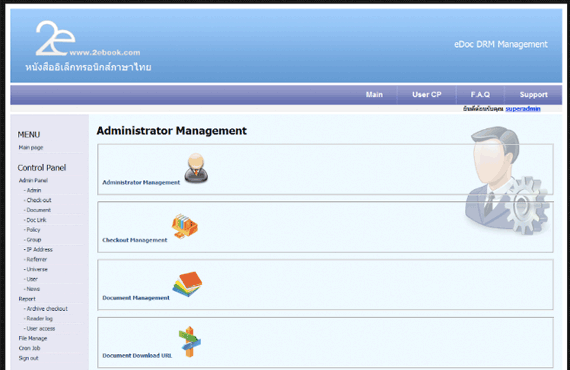 2e
www.2ebook.com
หนังสืออิเล็กทรอนิกส์ภาษาไทย
eDoc DRM Management
Main
User CP
F.A.Q
Support
ยินดีต้อนรับคุณ superadmin
MENU
Main page
Control Panel
Admin Panel
- Admin
- Check-out
- Document
- Doc Link
- Policy
- Group
- IP Address
- Referrer
- Universe
- User
- News
Report
- Archive checkout
- Reader log
- User access
File Manage
Cron Job
Sign out
Administrator Management
Administrator Management
Checkout Management
Document Management
Document Download URL